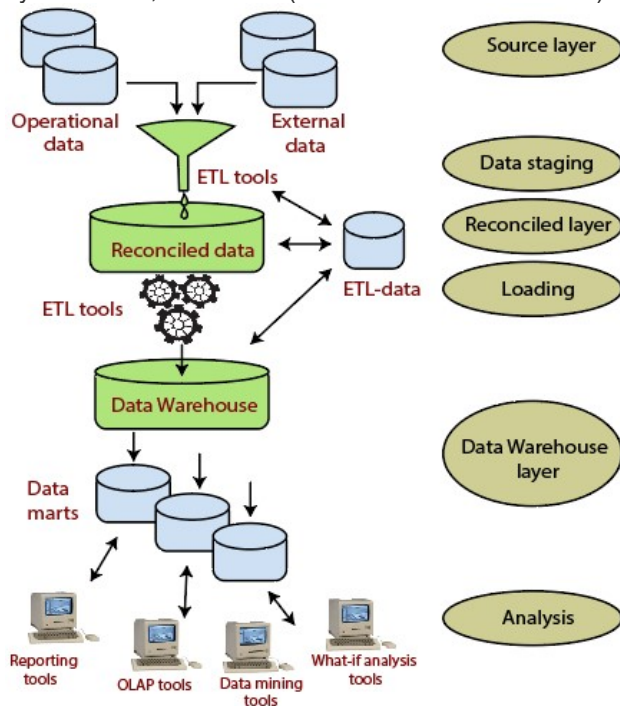 Source layer
Operational
data
External
data
ETL tools
Data staging
Reconciled data
Reconciled layer
ETL tools
ETL-data
Loading
Data Warehouse
Data Warehouse
layer
Data
marts
Analysis
Reporting
tools
OLAP tools
Data mining
tools
What-if analysis
tools